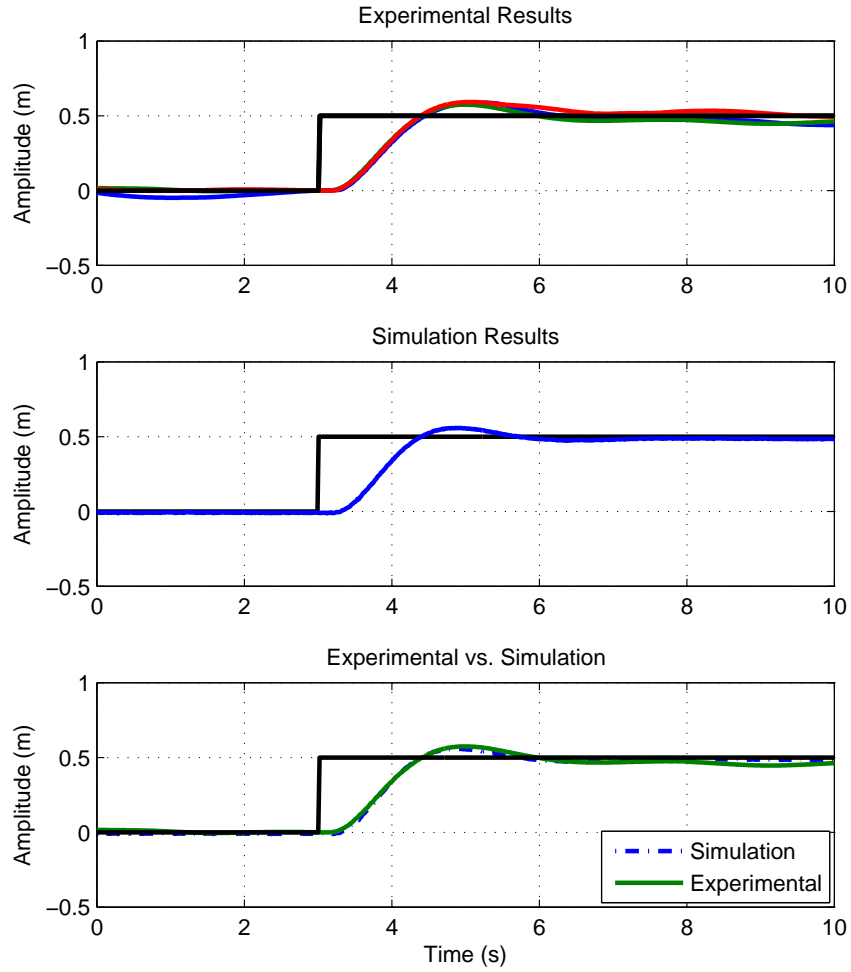 Experimental Results
1
0.5
0
−0.5
Amplitude (m)
0 2 4 6 8 10
Simulation Results
1
0.5
0
−0.5
Amplitude (m)
0 2 4 6 8 10
Experimental vs. Simulation
1
0.5
0
−0.5
Amplitude (m)
Simulation
Experimental
0 2 4 6 8 10
Time (s)